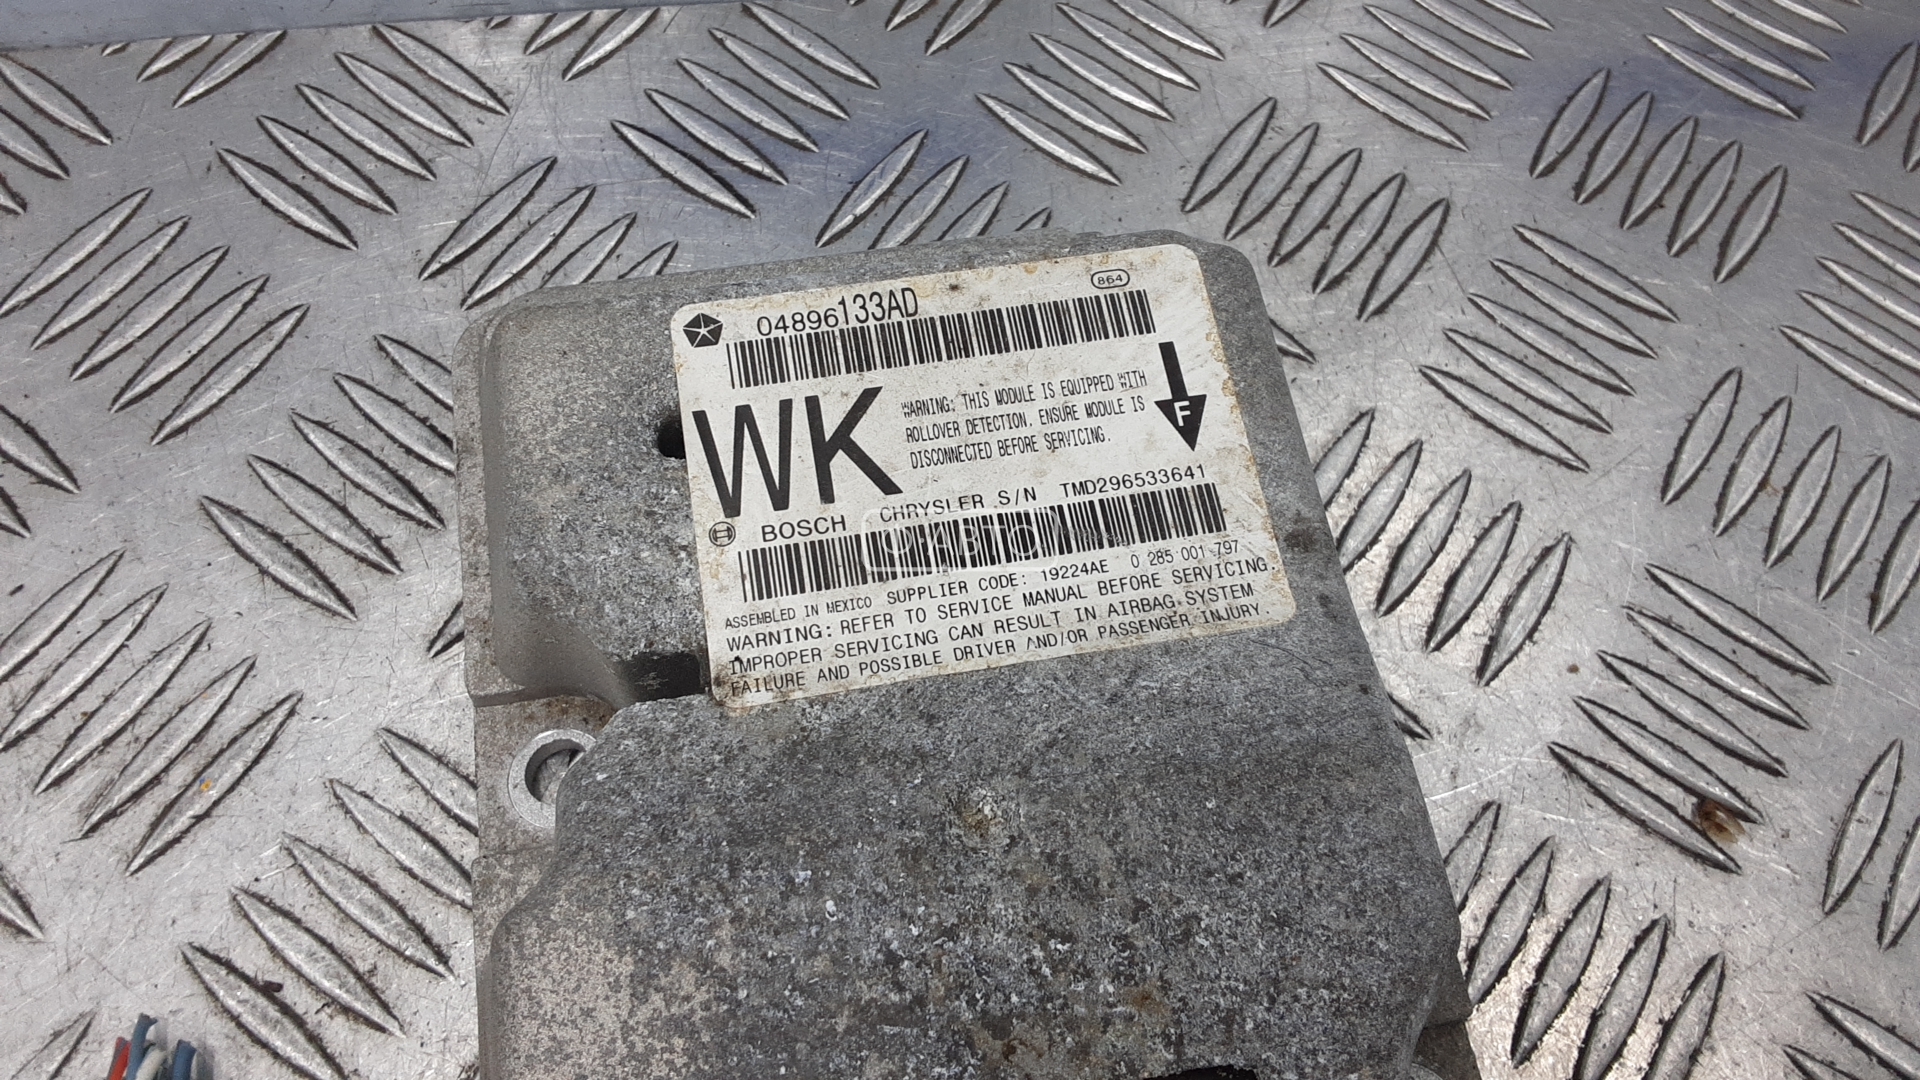 04896133AD
864
WK
WARNING: THIS MODULE IS EQUIPPED WITH
ROLLOVER DETECTION, ENSURE MODULE IS
DISCONNECTED BEFORE SERVICING.
F
BOSCH CHRYSLER S/N TMD296533641
АВТО
ASSEMBLED IN MEXICO SUPPLIER CODE: 19224AE 0 285 001 797
WARNING: REFER TO SERVICE MANUAL BEFORE SERVICING.
IMPROPER SERVICING CAN RESULT IN AIRBAG SYSTEM
FAILURE AND POSSIBLE DRIVER AND/OR PASSENGER INJURY.